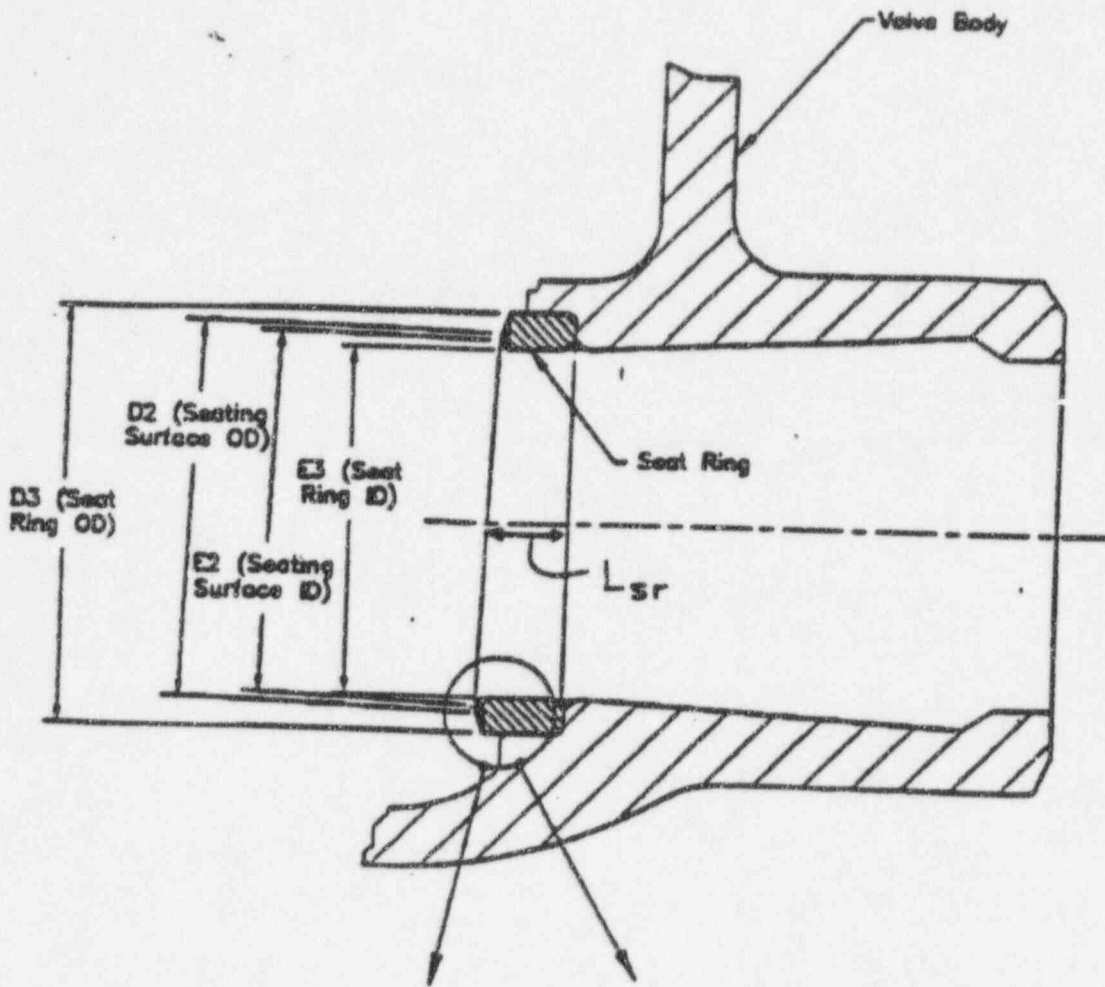 Valve Body
D2 (Seating
Surface OD)
E3 (Seat
Ring ID)
Seat Ring
D3 (Seat
Ring OD)
E2 (Seating
Surface ID)
Lsr